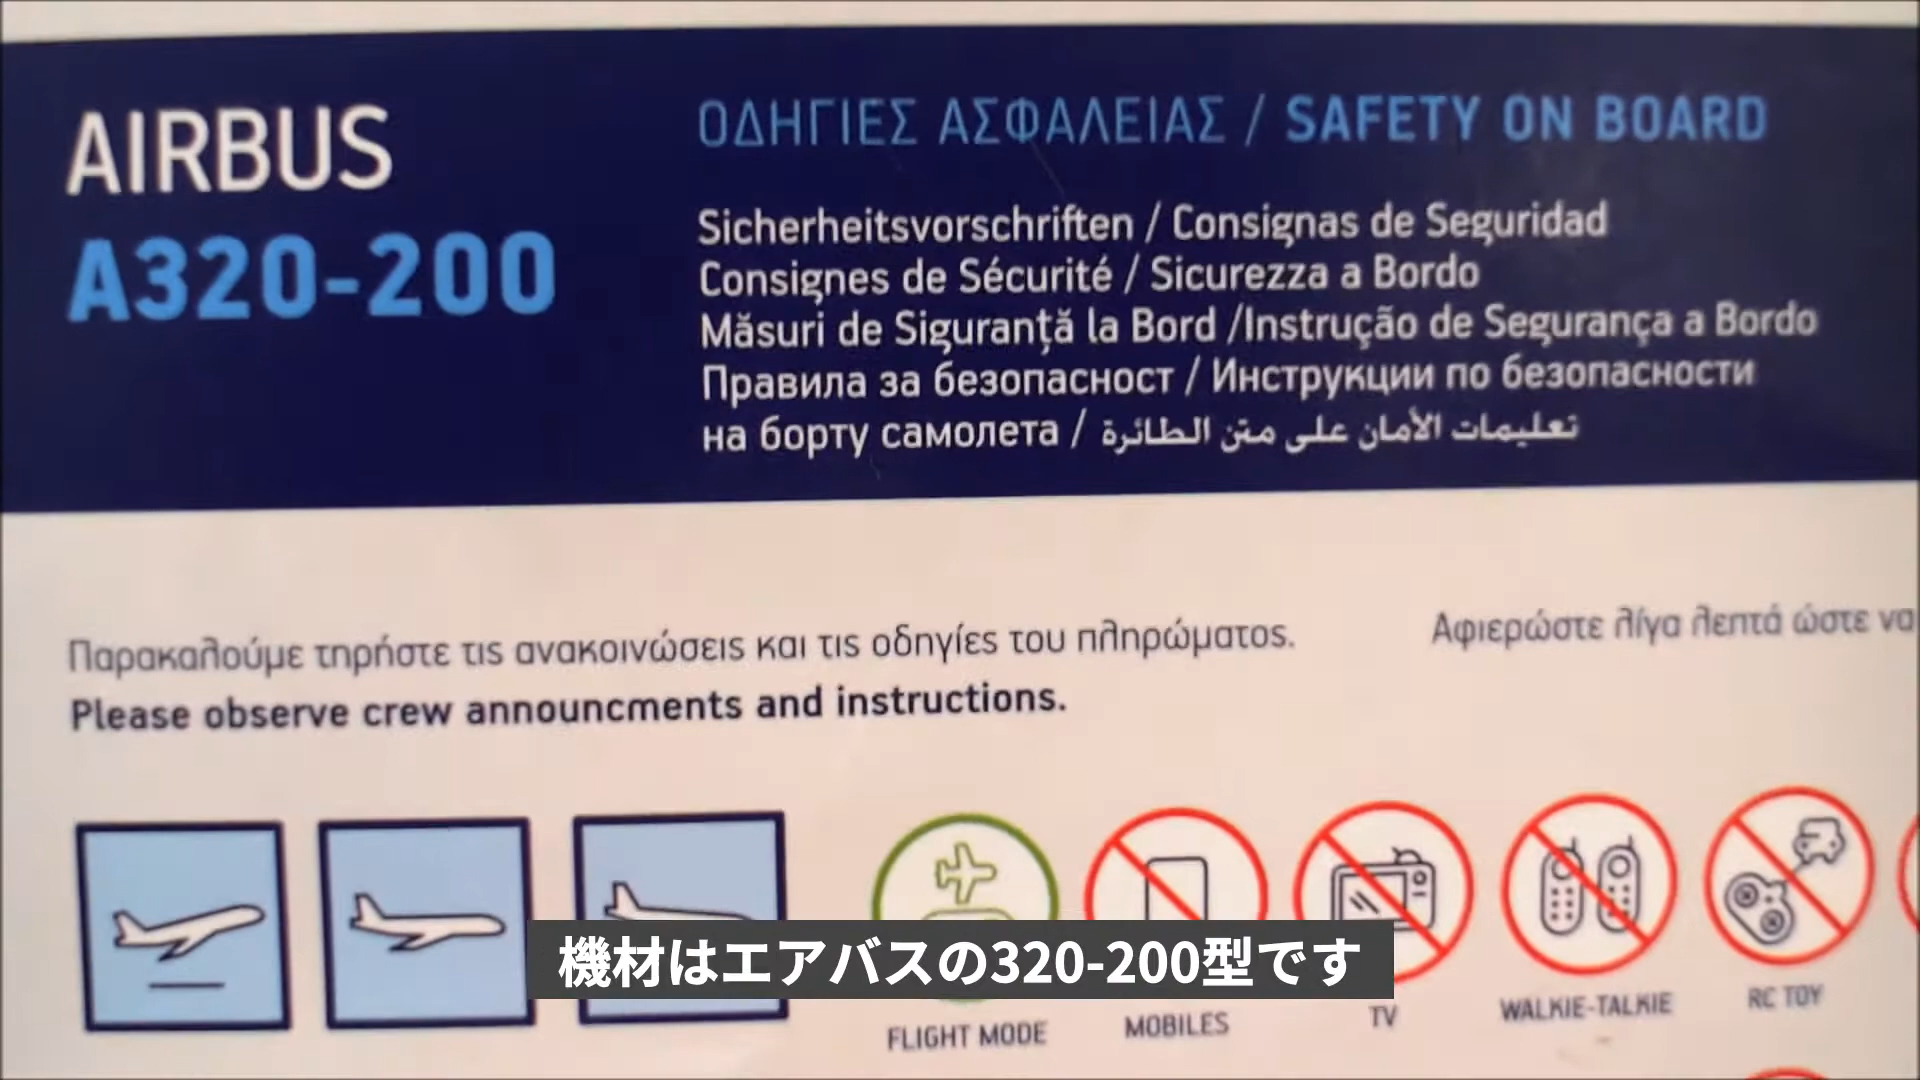 AIRBUS
A320-200
ΟΔΗΓΙΕΣ ΑΣΦΑΛΕΙΑΣ / SAFETY ON BOARD
Sicherheitsvorschriften / Consignas de Seguridad
Consignes de Sécurité / Sicurezza a Bordo
Măsuri de Siguranță la Bord /Instrução de Segurança a Bordo
Правила за безопасност / Инструкции по безопасности
на борту самолета / تعليمات الأمان على متن الطائرة
Παρακαλούμε τηρήστε τις ανακοινώσεις και τις οδηγίες του πληρώματος.
Please observe crew announcments and instructions.
Αφιερώστε λίγα λεπτά ώστε να
機材はエアバスの320-200型です
FLIGHT MODE
MOBILES
TV
WALKIE-TALKIE
RC TOY